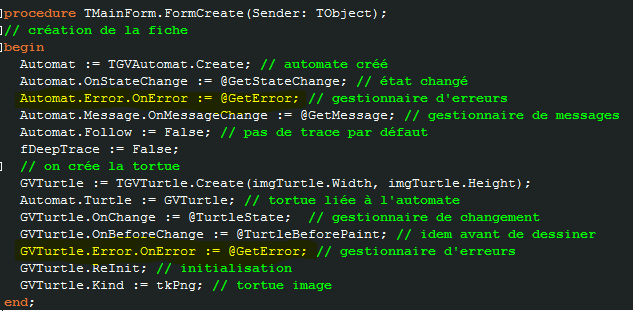 procedure TMainForm.FormCreate(Sender: TObject);
// création de la fiche
begin
  Automat := TGVAutomat.Create; // automate créé
  Automat.OnStateChange := @GetStateChange; // état changé
  Automat.Error.OnError := @GetError; // gestionnaire d'erreurs
  Automat.Message.OnMessageChange := @GetMessage; // gestionnaire de messages
  Automat.Follow := False; // pas de trace par défaut
  fDeepTrace := False;
  // on crée la tortue
  GVTurtle := TGVTurtle.Create(imgTurtle.Width, imgTurtle.Height);
  Automat.Turtle := GVTurtle; // tortue liée à l'automate
  GVTurtle.OnChange := @TurtleState;  // gestionnaire de changement
  GVTurtle.OnBeforeChange := @TurtleBeforePaint; // idem avant de dessiner
  GVTurtle.Error.OnError := @GetError; // gestionnaire d'erreurs
  GVTurtle.ReInit; // initialisation
  GVTurtle.Kind := tkPng; // tortue image
end;